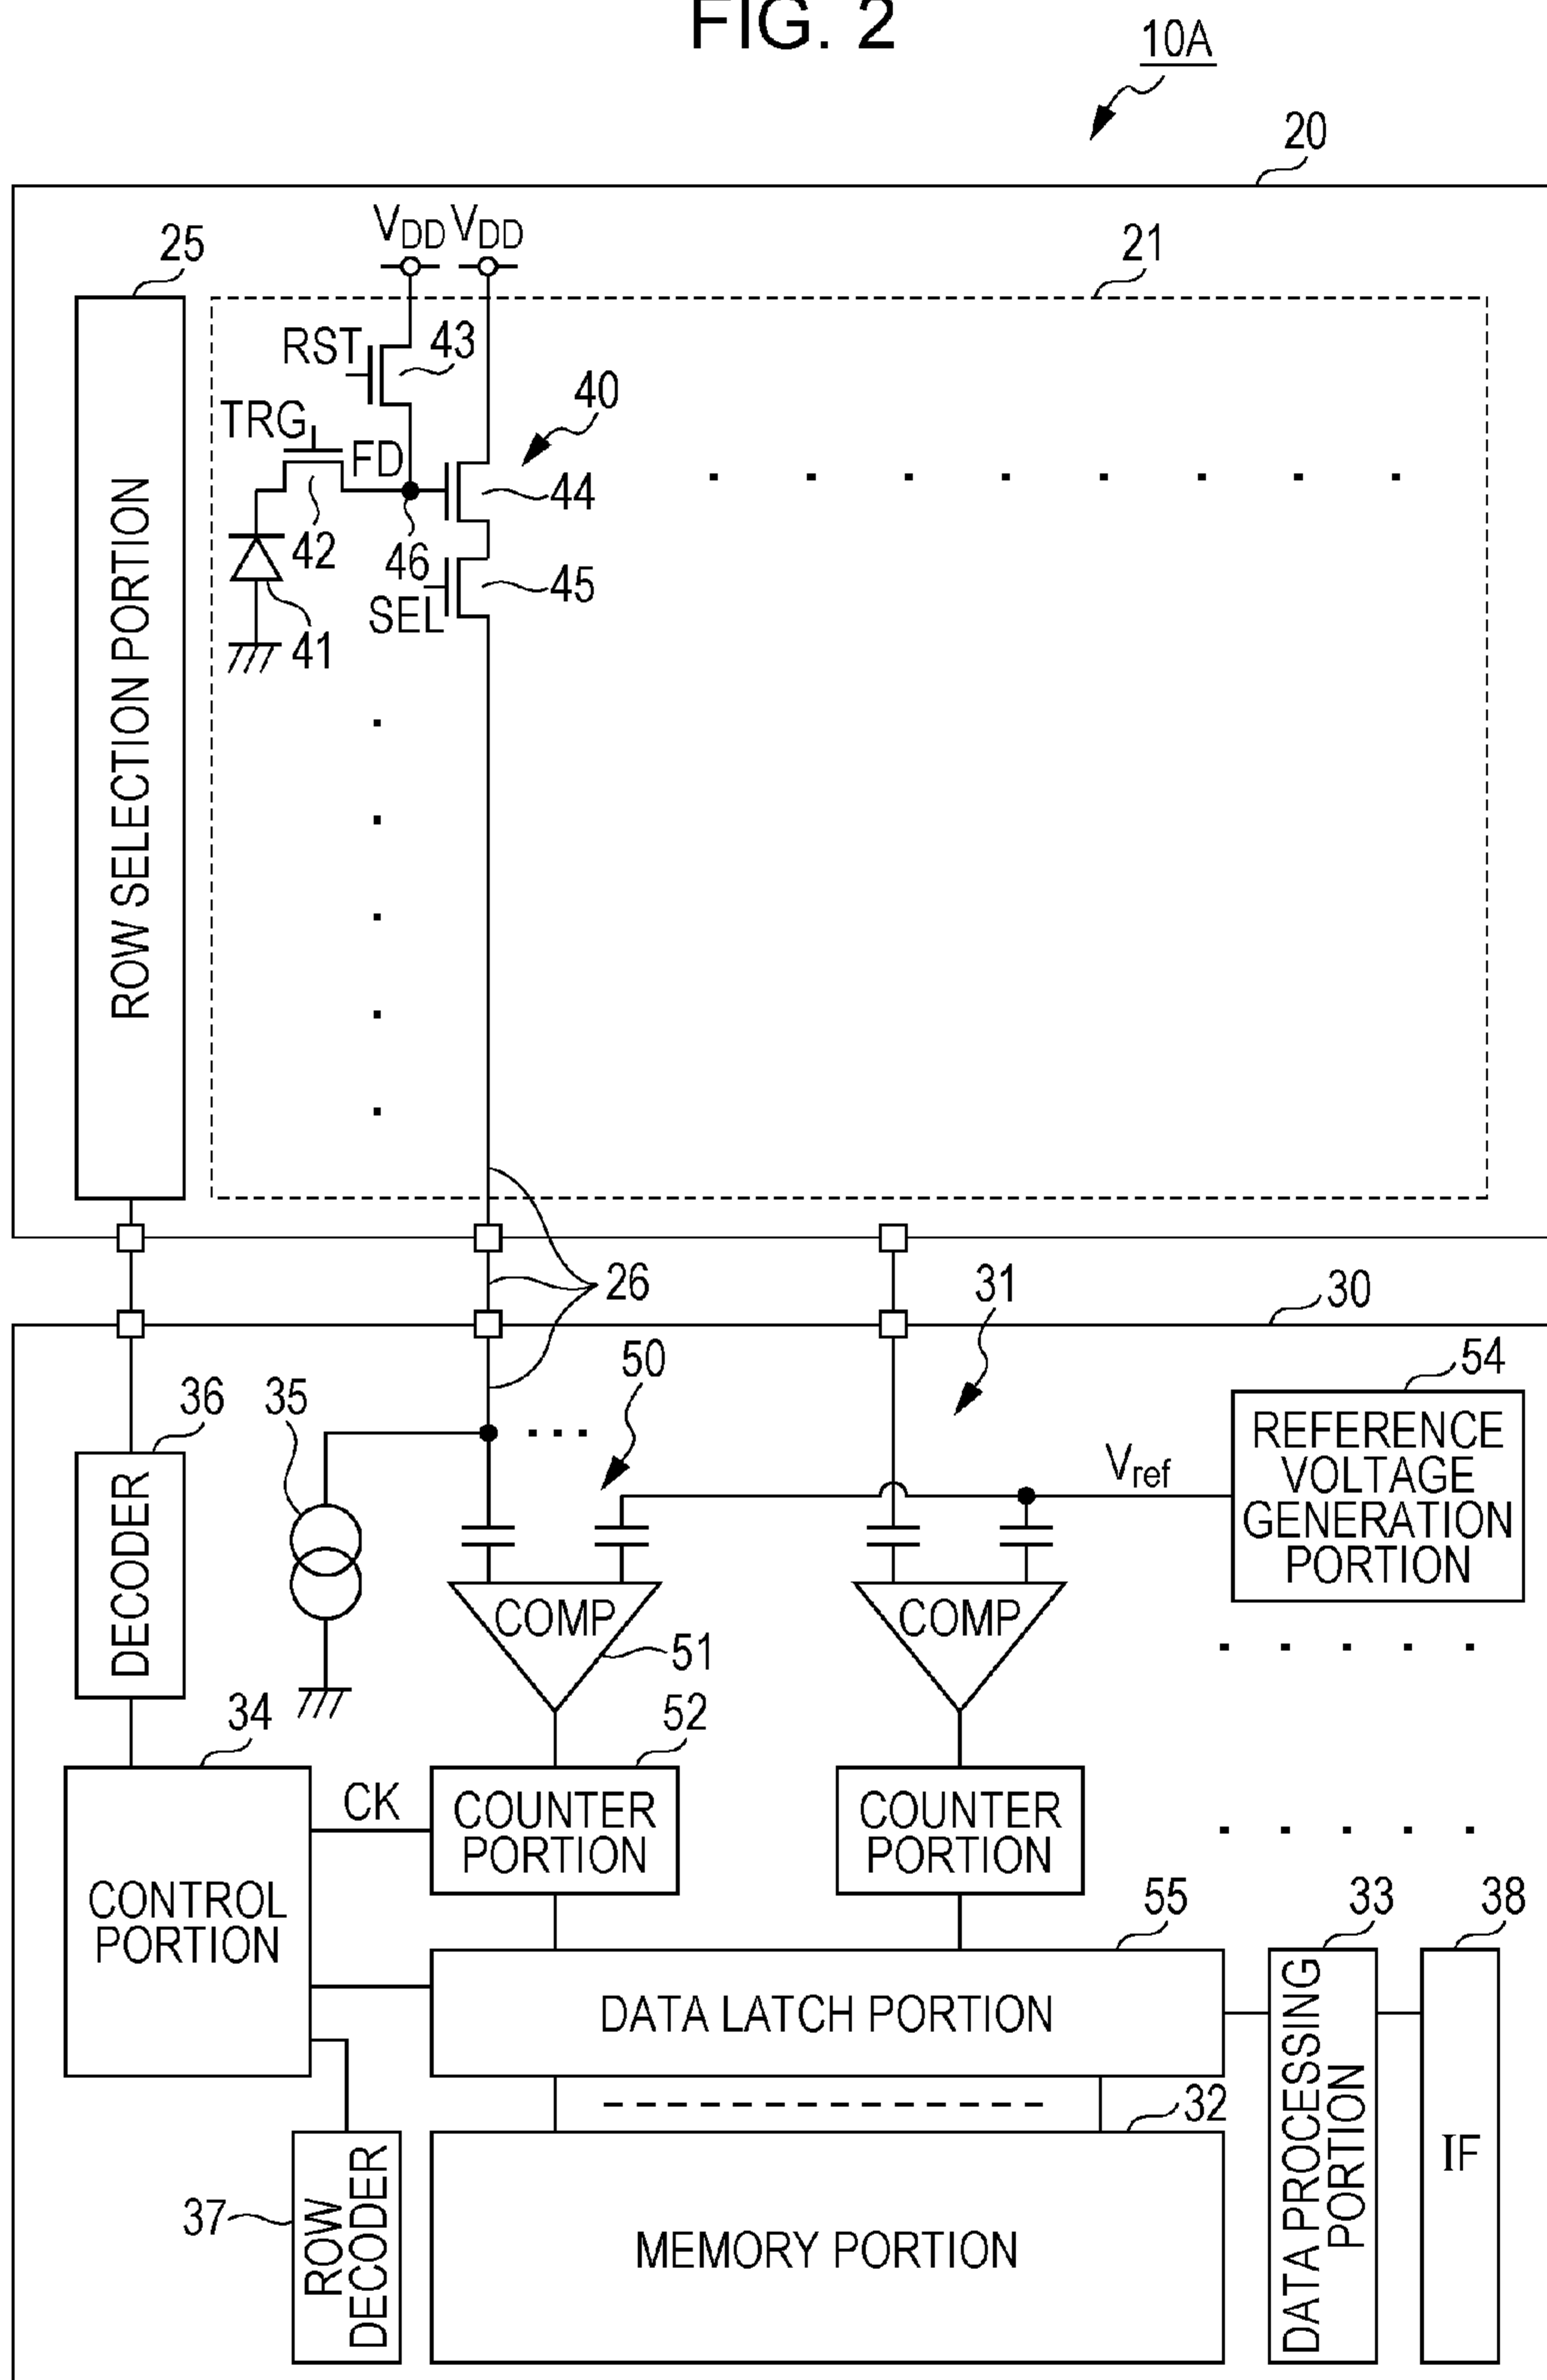 FIG. 2
10A
20
25
VDD VDD
21
RST
43
TRG
FD
40
44
42
46
45
SEL
41
ROW SELECTION PORTION
26
31
30
50
54
36
35
REFERENCE
VOLTAGE
GENERATION
PORTION
Vref
DECODER
COMP
COMP
51
34
52
CK
COUNTER
PORTION
COUNTER
PORTION
CONTROL
PORTION
55
33
38
DATA LATCH PORTION
32
DATA PROCESSING
PORTION
IF
37
ROW
DECODER
MEMORY PORTION